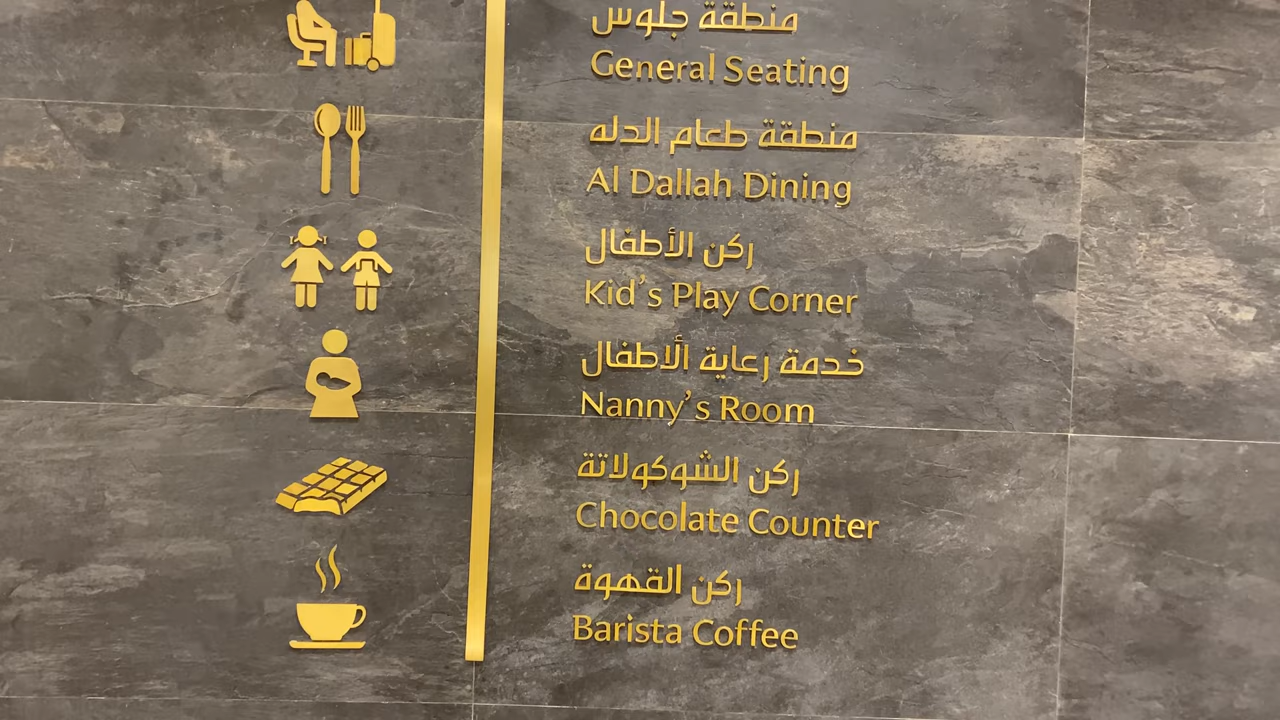 منطقة جلوس
General Seating
منطقة طعام الدله
Al Dallah Dining
ركن الأطفال
Kid's Play Corner
خدمة رعاية ألاطفال
Nanny's Room
ركن الشوكولاتة
Chocolate Counter
ركن القهوة
Barista Coffee